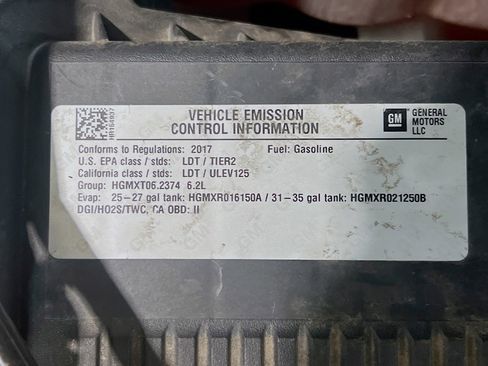 VEHICLE EMISSION
CONTROL INFORMATION
GM GENERAL MOTORS LLC
Conforms to Regulations: 2017 Fuel: Gasoline
U.S. EPA class / stds: LDT / TIER2
California class / stds: LDT / ULEV125
Group: HGMXT06.2374 6.2L
Evap: 25-27 gal tank: HGMXR016150A / 31-35 gal tank: HGMXR021250B
DGI/HO2S/TWC, CA OBD: II